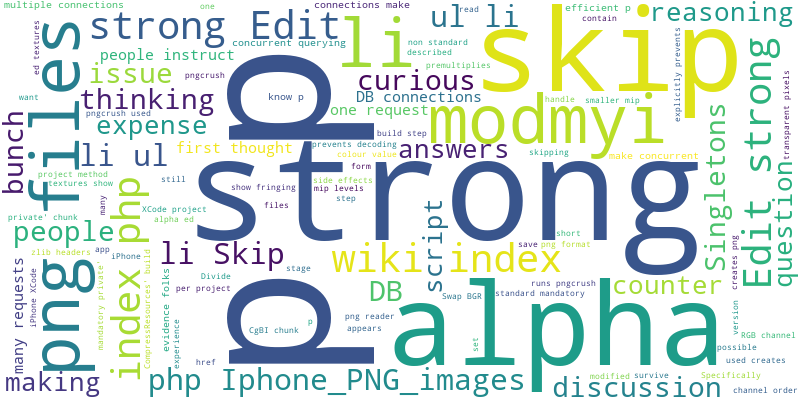 multiple connections
one
connections make
read
efficient p
contain
reasoning
strong Edit
li
ul li
skip
ed textures
people instruct
concurrent querying
non standard
described
premultiplies
explicitly prevents
transparent pixels
files
issue
pngcrush
curious
DB connections
handle
smaller mip
want
thinking
know p
p
one request
modmyi
pngcrush used
expense
build step
bunch
li ul
first thought
prevents decoding
colour value
answers
skipping
make concurrent
form
project method
textures show
strong
side effects
mip levels
show fringing
step
still
files
many
XCode project
alpha ed
private' chunk
people
index php
li Skip
script
short
save
png format
Singletons
Edit strong
question
zlib headers
app
iPhone
wiki index
creates png
mandatory private'
CompressResources' build
evidence folks
experience
stage
Divide
per project
DB
runs pngcrush
counter
many requests
iPhone XCode
png
Swap BGR
standard mandatory
version
p
alpha
png reader
appears
CgBI chunk
p
set
RGB channel
possible
used creates
href
making
php Iphone_PNG_images
modified
survive
Specifically
discussion
channel order